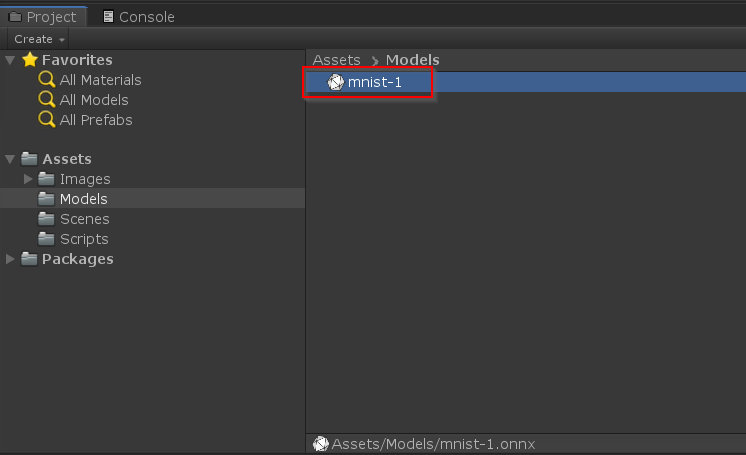 Project Console
Create
Favorites
All Materials
All Models
All Prefabs
Assets
Images
Models
Scenes
Scripts
Packages
Assets Models
mnist-1
Assets/Models/mnist-1.onnx